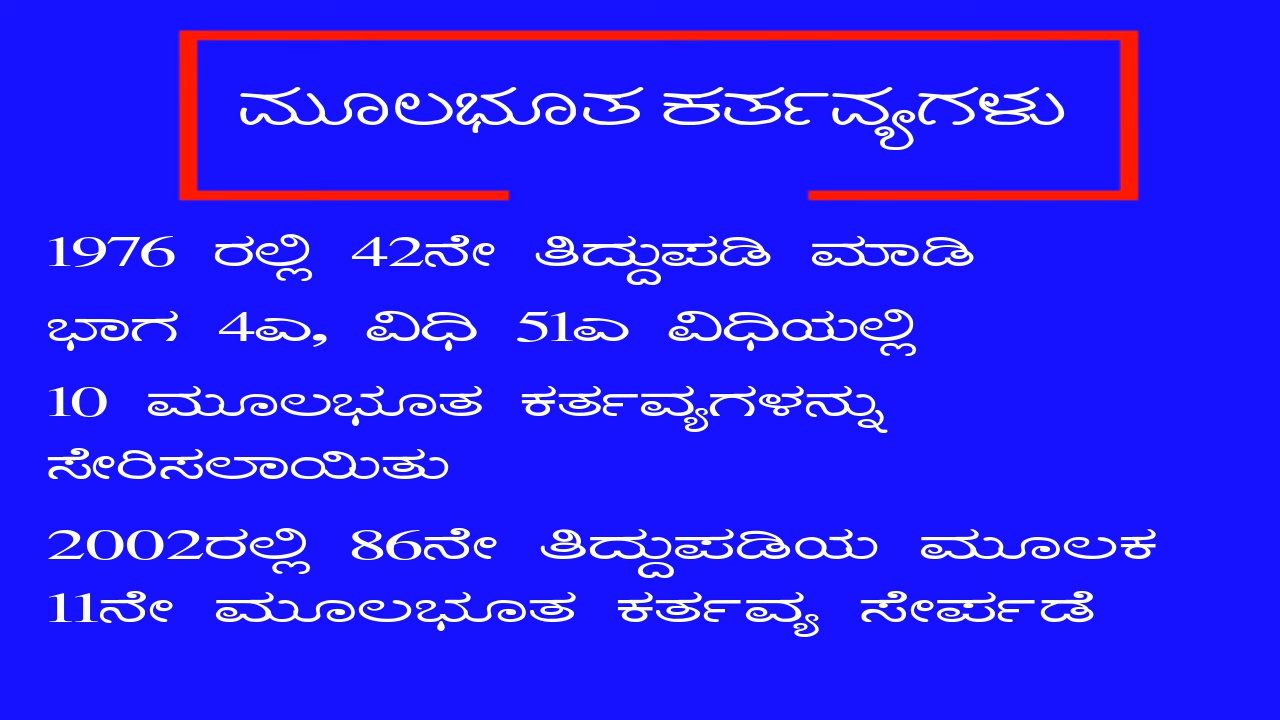 ಮೂಲಭೂತ ಕರ್ತವ್ಯಗಳು
1976 ರಲ್ಲಿ 42ನೇ ತಿದ್ದುಪಡಿ ಮಾಡಿ
ಭಾಗ 4ಎ, ವಿಧಿ 51ಎ ವಿಧಿಯಲ್ಲಿ
10 ಮೂಲಭೂತ ಕರ್ತವ್ಯಗಳನ್ನು
ಸೇರಿಸಲಾಯಿತು
2002ರಲ್ಲಿ 86ನೇ ತಿದ್ದುಪಡಿಯ ಮೂಲಕ
11ನೇ ಮೂಲಭೂತ ಕರ್ತವ್ಯ ಸೇರ್ಪಡೆ